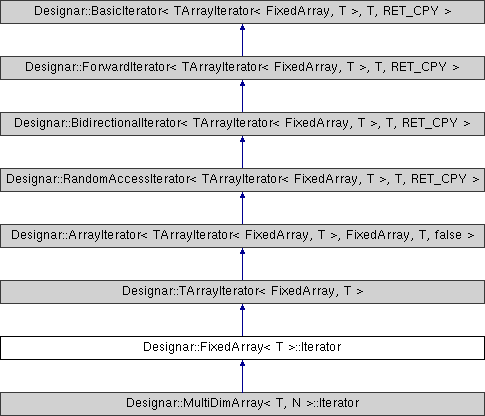 Designar::BasicIterator< TArrayIterator< FixedArray, T >, T, RET_CPY >
Designar::ForwardIterator< TArrayIterator< FixedArray, T >, T, RET_CPY >
Designar::BidirectionalIterator< TArrayIterator< FixedArray, T >, T, RET_CPY >
Designar::RandomAccessIterator< TArrayIterator< FixedArray, T >, T, RET_CPY >
Designar::ArrayIterator< TArrayIterator< FixedArray, T >, FixedArray, T, false >
Designar::TArrayIterator< FixedArray, T >
Designar::FixedArray< T >::Iterator
Designar::MultiDimArray< T, N >::Iterator